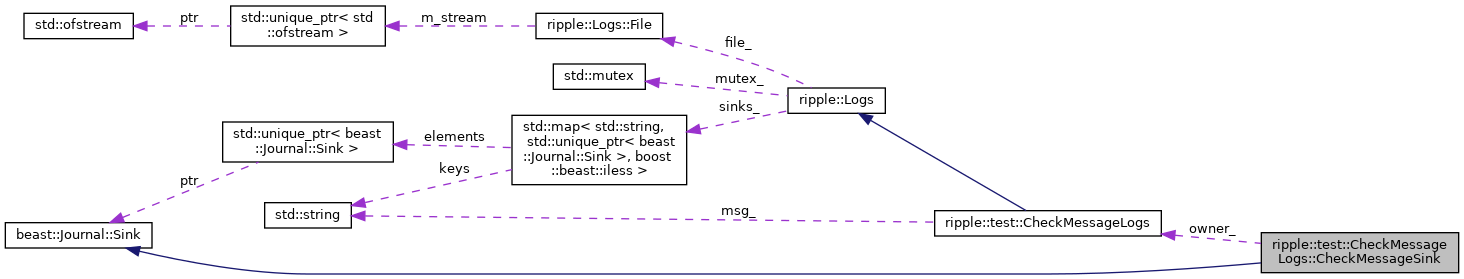 std::ofstream
ptr
std::unique_ptr< std
::ofstream >
m_stream
ripple::Logs::File
file_
std::mutex
mutex_
ripple::Logs
sinks_
std::unique_ptr< beast
::Journal::Sink >
elements
std::map< std::string,
std::unique_ptr< beast
::Journal::Sink >, boost
::beast::iless >
keys
ptr
std::string
msg_
ripple::test::CheckMessageLogs
beast::Journal::Sink
owner_
ripple::test::CheckMessage
Logs::CheckMessageSink